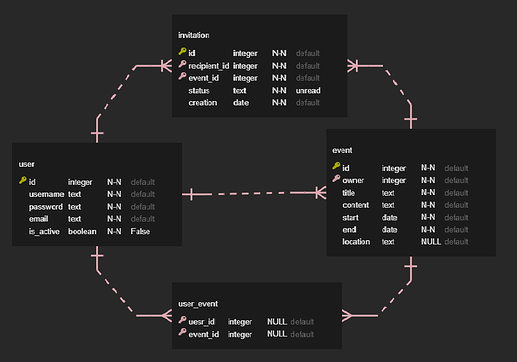 invitation
id integer N-N default
recipient_id integer N-N default
event_id integer N-N default
status text N-N unread
creation date N-N default
user
id integer N-N default
username text N-N default
password text N-N default
email text N-N default
is_active boolean N-N False
event
id integer N-N default
owner integer N-N default
title text N-N default
content text N-N default
start date N-N default
end date N-N default
location text NULL default
user_event
uesr_id integer NULL default
event_id integer NULL default